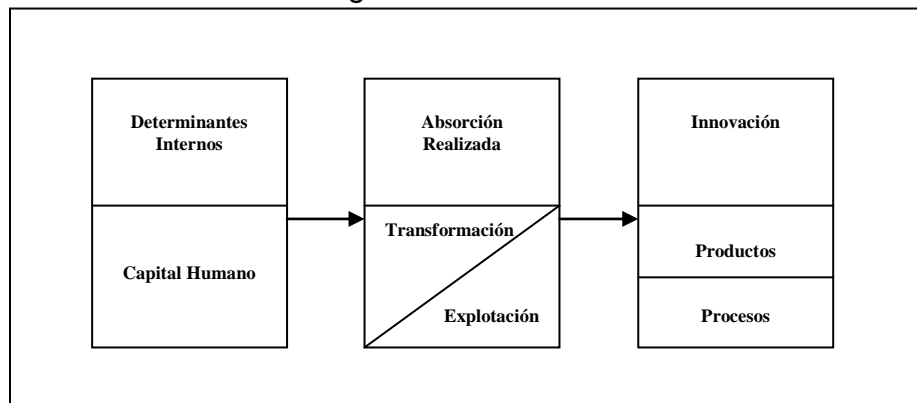 Determinantes
Internos
Capital Humano
Absorción
Realizada
Transformación
Explotación
Innovación
Productos
Procesos